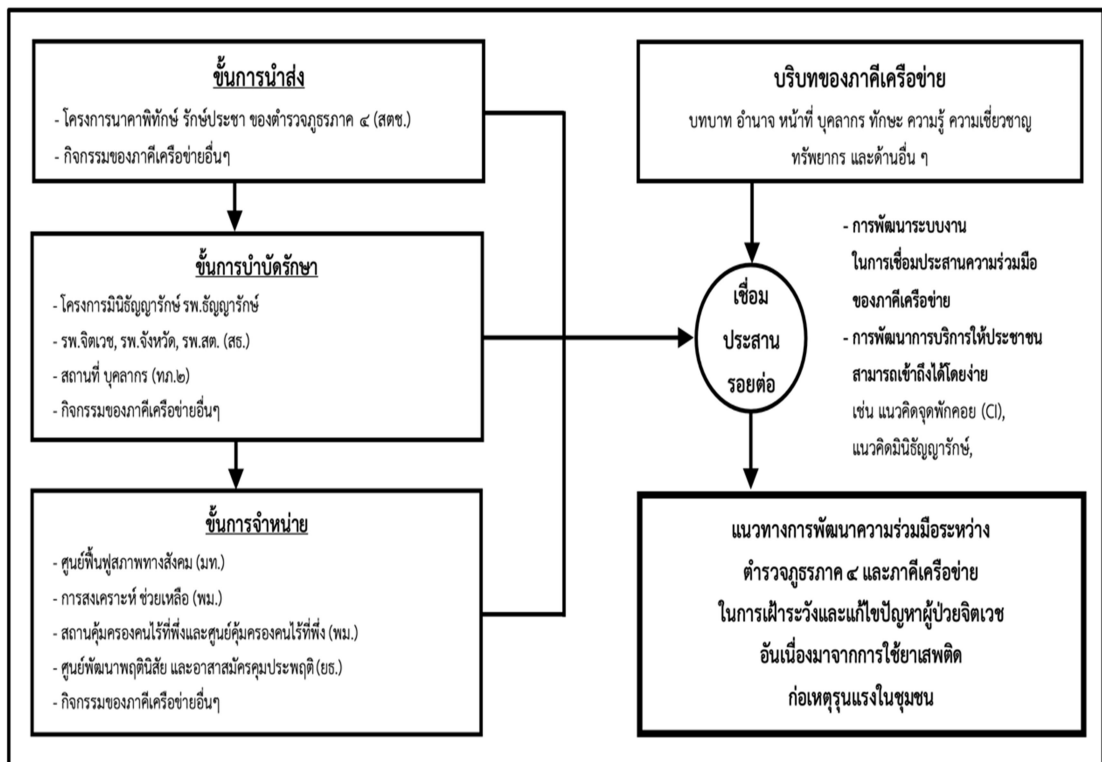 ขั้นการนำส่ง
- โครงการนาคาพิทักษ์ รักษ์ประชา ของตำรวจภูธรภาค ๔ (สตช.)
- กิจกรรมของภาคีเครือข่ายอื่นๆ
ขั้นการบำบัดรักษา
- โครงการมินิธัญญารักษ์ รพ.ธัญญารักษ์
- รพ.จิตเวช, รพ.จังหวัด, รพ.สต. (สธ.)
- สถานที่ บุคลากร (ทภ.๒)
- กิจกรรมของภาคีเครือข่ายอื่นๆ
ขั้นการจำหน่าย
- ศูนย์ฟื้นฟูสภาพทางสังคม (มท.)
- การสงเคราะห์ ช่วยเหลือ (พม.)
- สถานคุ้มครองคนไร้ที่พึ่งและศูนย์คุ้มครองคนไร้ที่พึ่ง (พม.)
- ศูนย์พัฒนาพฤตินิสัย และอาสาสมัครคุมประพฤติ (ยธ.)
- กิจกรรมของภาคีเครือข่ายอื่นๆ
บริบทของภาคีเครือข่าย
บทบาท อำนาจ หน้าที่ บุคลากร ทักษะ ความรู้ ความเชี่ยวชาญ
ทรัพยากร และด้านอื่น ๆ
เชื่อม
ประสาน
รอยต่อ
- การพัฒนาระบบงาน
ในการเชื่อมประสานความร่วมมือ
ของภาคีเครือข่าย
- การพัฒนาการบริการให้ประชาชน
สามารถเข้าถึงได้โดยง่าย
เช่น แนวคิดจุดพักคอย (CI),
แนวคิดมินิธัญญารักษ์,
แนวทางการพัฒนาความร่วมมือระหว่าง
ตำรวจภูธรภาค ๔ และภาคีเครือข่าย
ในการเฝ้าระวังและแก้ไขปัญหาผู้ป่วยจิตเวช
อันเนื่องมาจากการใช้ยาเสพติด
ก่อเหตุรุนแรงในชุมชน